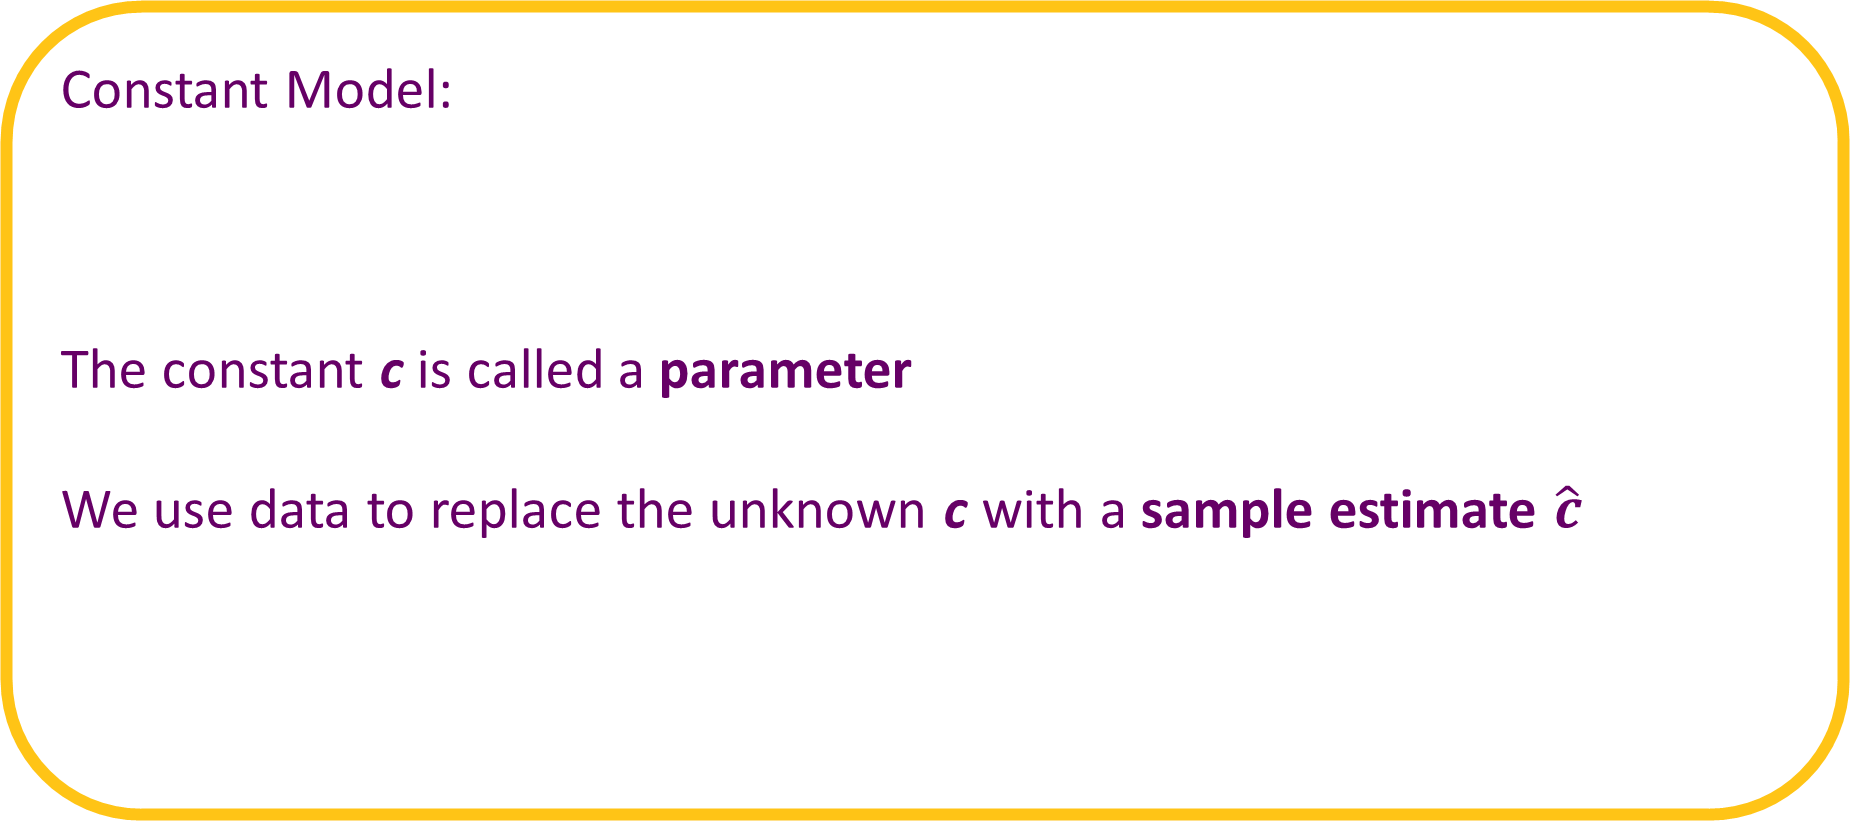 Constant Model:
The constant c is called a parameter
We use data to replace the unknown c with a sample estimate ĉ